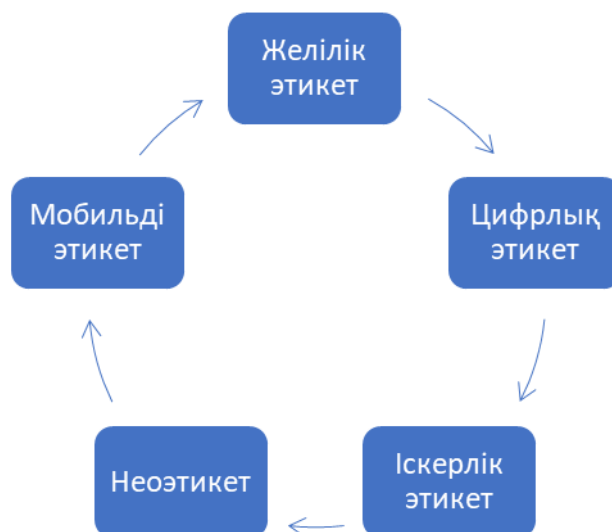 Желілік
этикет
Цифрлық
этикет
Іскерлік
этикет
Неоэтикет
Мобильді
этикет